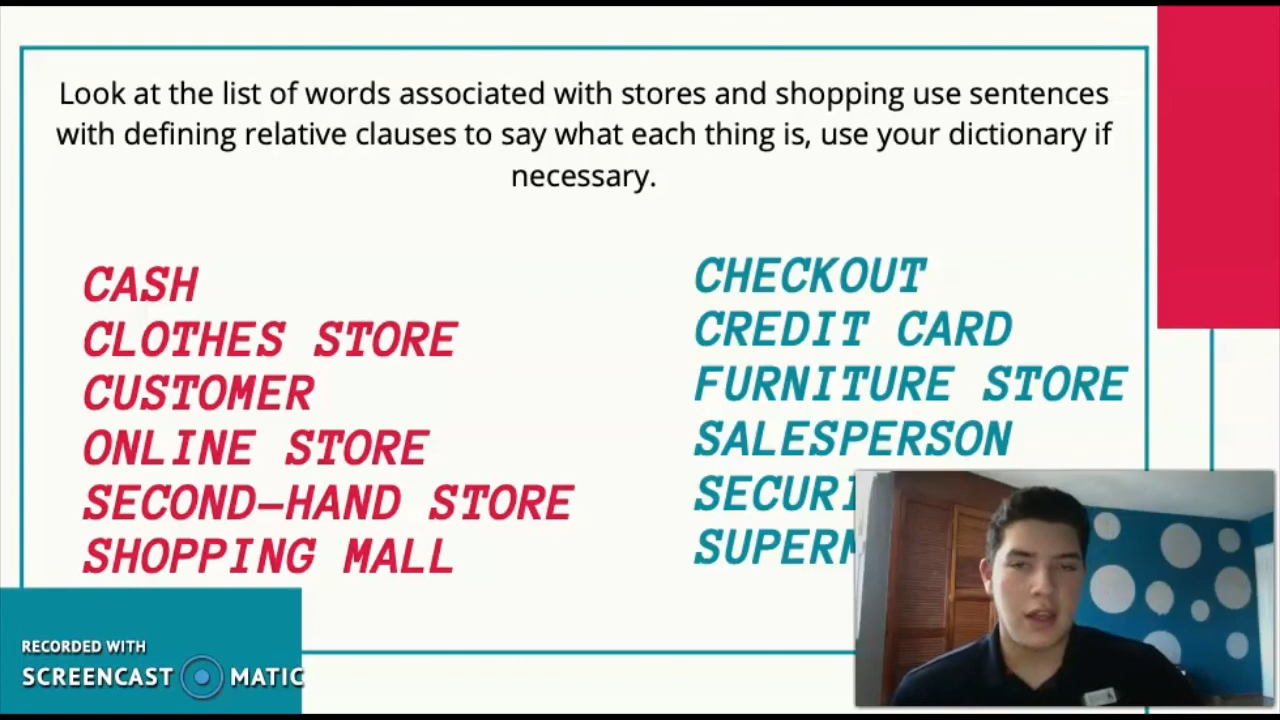 Look at the list of words associated with stores and shopping use sentences
with defining relative clauses to say what each thing is, use your dictionary if
necessary.
CASH
CLOTHES STORE
CUSTOMER
ONLINE STORE
SECOND-HAND STORE
SHOPPING MALL
CHECKOUT
CREDIT CARD
FURNITURE STORE
SALESPERSON
RECORDED WITH
SCREENCAST MATIC